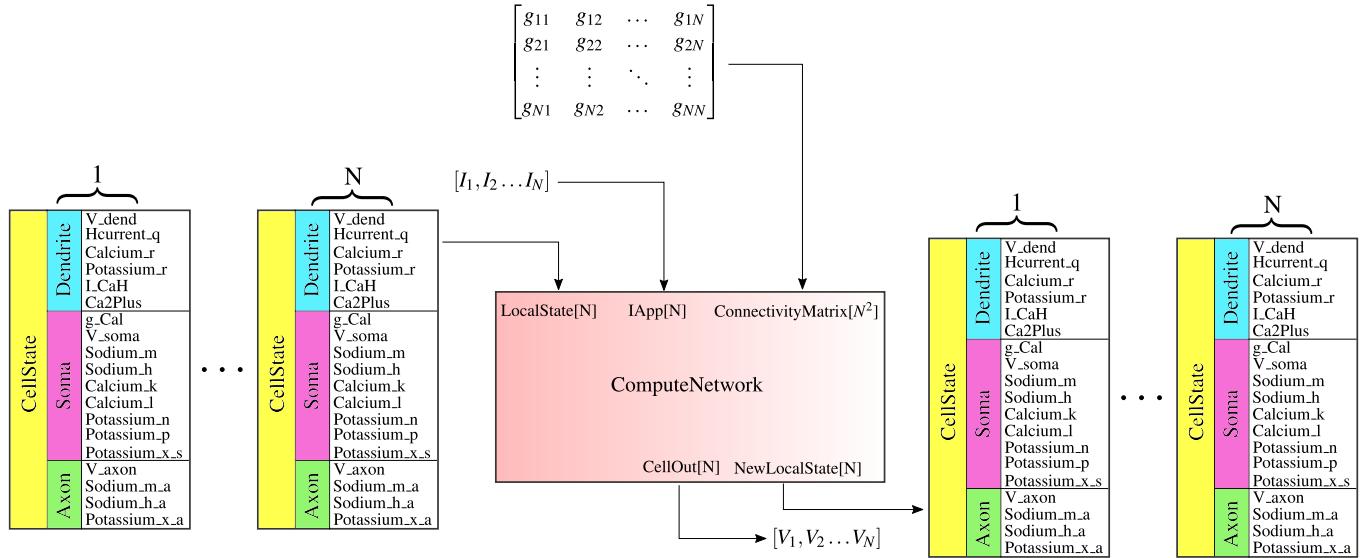 g11 g12 ⋯ g1N
g21 g22 ⋯ g2N
⋮ ⋮ ⋱ ⋮
gN1 gN2 ⋯ gNN
[I1, I2 … IN]
1
CellState
Dendrite
V_dend
Hcurrent_q
Calcium_r
Potassium_r
I_CaH
Ca2Plus
Soma
g_Cal
V_soma
Sodium_m
Sodium_h
Calcium_k
Calcium_l
Potassium_n
Potassium_p
Potassium_x_s
Axon
V_axon
Sodium_m_a
Sodium_h_a
Potassium_x_a
• • •
N
CellState
Dendrite
V_dend
Hcurrent_q
Calcium_r
Potassium_r
I_CaH
Ca2Plus
Soma
g_Cal
V_soma
Sodium_m
Sodium_h
Calcium_k
Calcium_l
Potassium_n
Potassium_p
Potassium_x_s
Axon
V_axon
Sodium_m_a
Sodium_h_a
Potassium_x_a
LocalState[N] IApp[N] ConnectivityMatrix[N²]
ComputeNetwork
CellOut[N] NewLocalState[N]
[V1, V2 … VN]
1
CellState
Dendrite
V_dend
Hcurrent_q
Calcium_r
Potassium_r
I_CaH
Ca2Plus
Soma
g_Cal
V_soma
Sodium_m
Sodium_h
Calcium_k
Calcium_l
Potassium_n
Potassium_p
Potassium_x_s
Axon
V_axon
Sodium_m_a
Sodium_h_a
Potassium_x_a
• • •
N
CellState
Dendrite
V_dend
Hcurrent_q
Calcium_r
Potassium_r
I_CaH
Ca2Plus
Soma
g_Cal
V_soma
Sodium_m
Sodium_h
Calcium_k
Calcium_l
Potassium_n
Potassium_p
Potassium_x_s
Axon
V_axon
Sodium_m_a
Sodium_h_a
Potassium_x_a